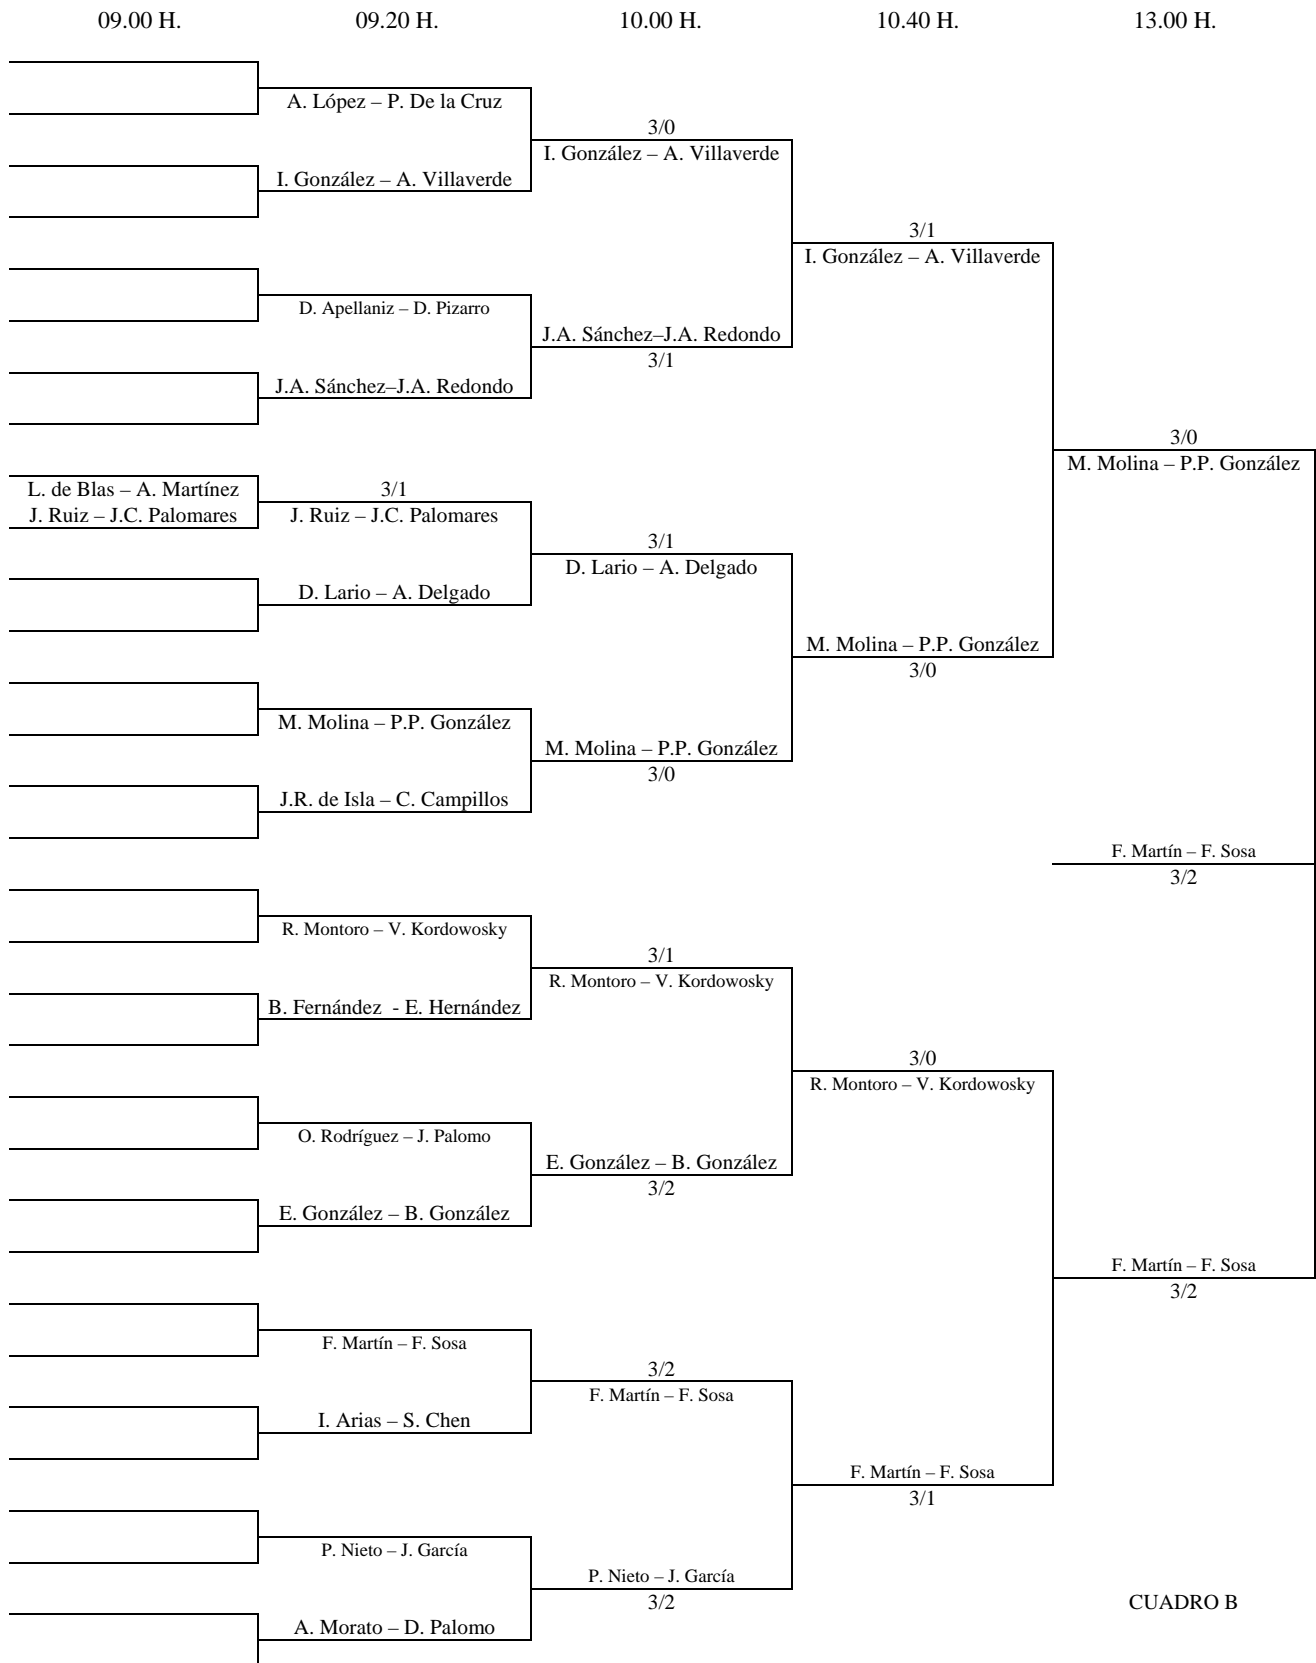 09.00 H.
09.20 H.
10.00 H.
10.40 H.
13.00 H.
A. López – P. De la Cruz
3/0
I. González – A. Villaverde
I. González – A. Villaverde
3/1
I. González – A. Villaverde
D. Apellaniz – D. Pizarro
J.A. Sánchez–J.A. Redondo
3/1
J.A. Sánchez–J.A. Redondo
3/0
M. Molina – P.P. González
L. de Blas – A. Martínez
3/1
J. Ruiz – J.C. Palomares
J. Ruiz – J.C. Palomares
3/1
D. Lario – A. Delgado
D. Lario – A. Delgado
M. Molina – P.P. González
3/0
M. Molina – P.P. González
M. Molina – P.P. González
3/0
J.R. de Isla – C. Campillos
F. Martín – F. Sosa
3/2
R. Montoro – V. Kordowosky
3/1
R. Montoro – V. Kordowosky
B. Fernández  - E. Hernández
3/0
R. Montoro – V. Kordowosky
O. Rodríguez – J. Palomo
E. González – B. González
3/2
E. González – B. González
F. Martín – F. Sosa
3/2
F. Martín – F. Sosa
3/2
F. Martín – F. Sosa
I. Arias – S. Chen
F. Martín – F. Sosa
3/1
P. Nieto – J. García
P. Nieto – J. García
3/2
A. Morato – D. Palomo
CUADRO B